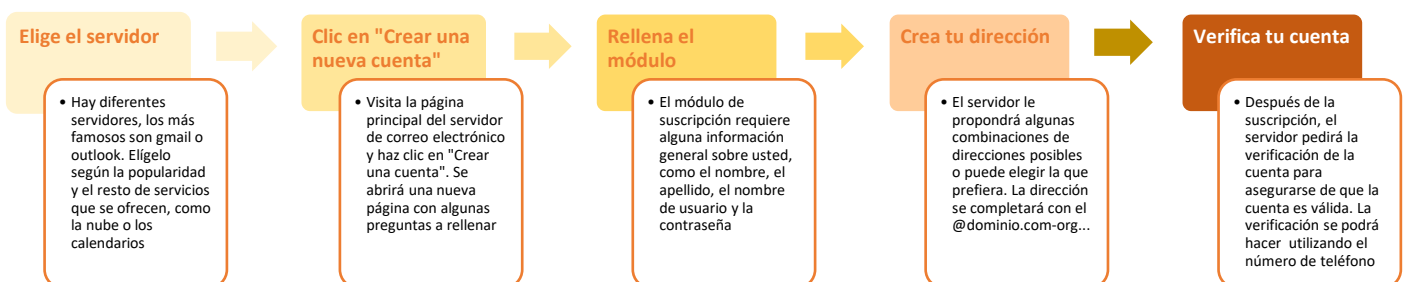 Elige el servidor
• Hay diferentes
servidores, los más
famosos son gmail o
outlook. Elígelo
según la popularidad
y el resto de servicios
que se ofrecen, como
la nube o los
calendarios
Clic en "Crear una
nueva cuenta"
• Visita la página
principal del servidor
de correo electrónico
y haz clic en "Crear
una cuenta". Se
abrirá una nueva
página con algunas
preguntas a rellenar
Rellena el
módulo
• El módulo de
suscripción requiere
alguna información
general sobre usted,
como el nombre, el
apellido, el nombre
de usuario y la
contraseña
Crea tu dirección
• El servidor le
propondrá algunas
combinaciones de
direcciones posibles
o puede elegir la que
prefiera. La dirección
se completará con el
@dominio.com-org...
Verifica tu cuenta
• Después de la
suscripción, el
servidor pedirá la
verificación de la
cuenta para
asegurarse de que la
cuenta es válida. La
verificación se podrá
hacer  utilizando el
número de teléfono